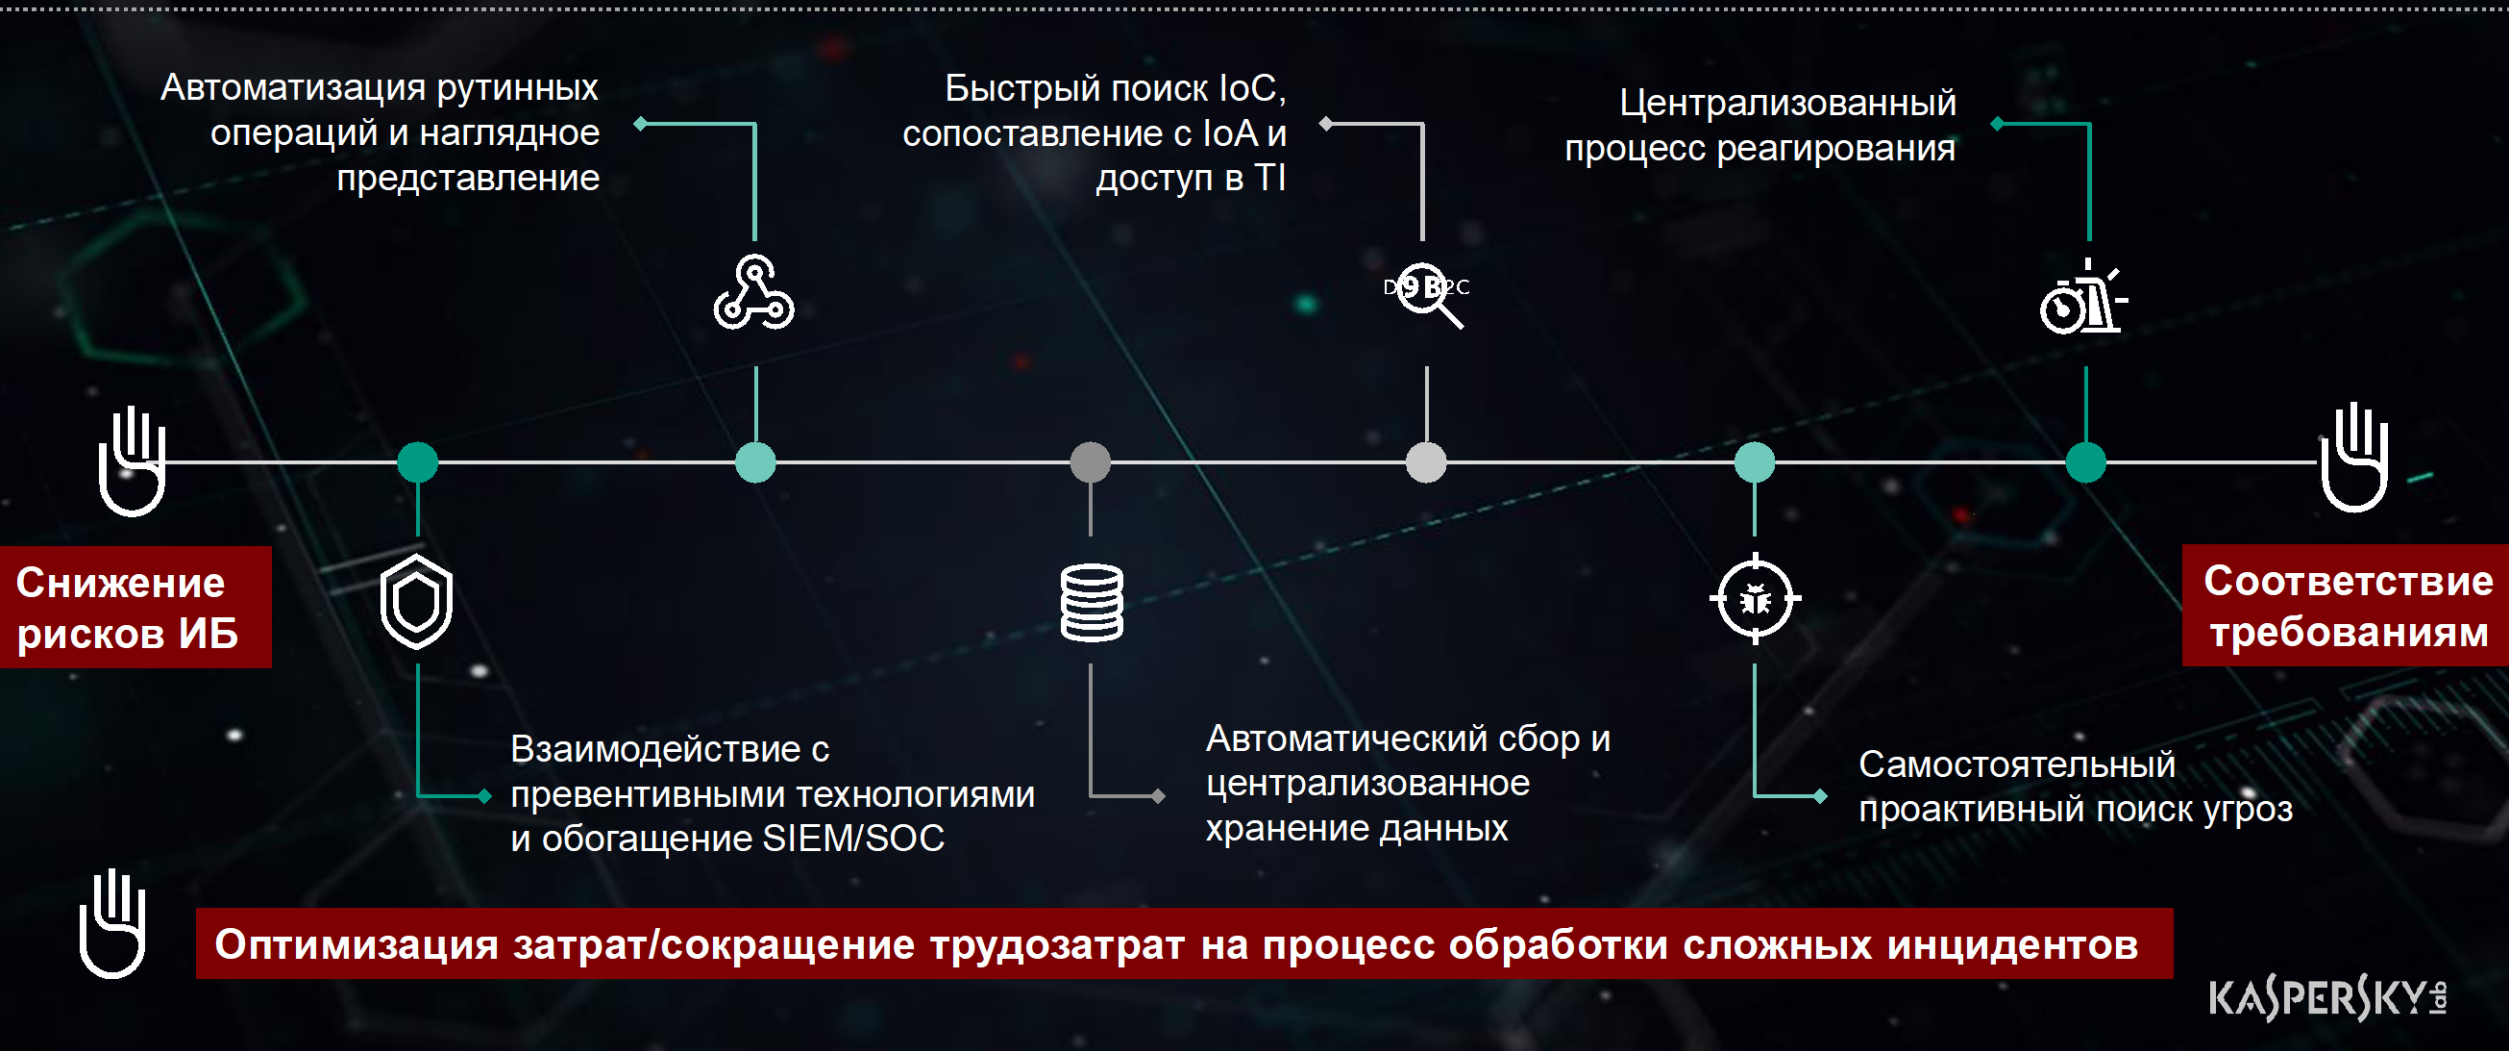 Автоматизация рутинных
операций и наглядное
представление
Быстрый поиск IoC,
сопоставление с IoA и
доступ в TI
Централизованный
процесс реагирования
D9B2C
Снижение
рисков ИБ
Соответствие
требованиям
Взаимодействие с
превентивными технологиями
и обогащение SIEM/SOC
Автоматический сбор и
централизованное
хранение данных
Самостоятельный
проактивный поиск угроз
Оптимизация затрат/сокращение трудозатрат на процесс обработки сложных инцидентов
KASPERSKY lab